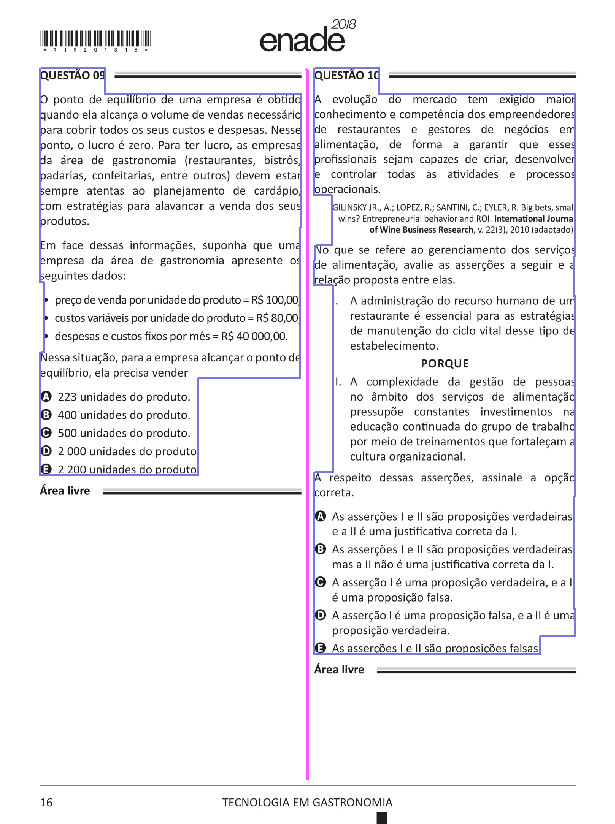 *R1920181 6*
enade2018
QUESTÃO 09
O ponto de equilíbrio de uma empresa é obtido
quando ela alcança o volume de vendas necessário
para cobrir todos os seus custos e despesas. Nesse
ponto, o lucro é zero. Para ter lucro, as empresas
da área de gastronomia (restaurantes, bistrôs,
padarias, confeitarias, entre outros) devem estar
sempre atentas ao planejamento de cardápio,
com estratégias para alavancar a venda dos seus
produtos.
Em face dessas informações, suponha que uma
empresa da área de gastronomia apresente os
seguintes dados:
• preço de venda por unidade do produto = R$ 100,00;
• custos variáveis por unidade do produto = R$ 80,00;
• despesas e custos fixos por mês = R$ 40 000,00.
Nessa situação, para a empresa alcançar o ponto de
equilíbrio, ela precisa vender
A 223 unidades do produto.
B 400 unidades do produto.
C 500 unidades do produto.
D 2 000 unidades do produto
E 2 200 unidades do produto
Área livre
QUESTÃO 10
A evolução do mercado tem exigido maior
conhecimento e competência dos empreendedores
de restaurantes e gestores de negócios em
alimentação, de forma a garantir que esses
profissionais sejam capazes de criar, desenvolver
e controlar todas as atividades e processos
operacionais.
GILINSKY JR., A.; LOPEZ, R.; SANTINI, C.; EYLER, R. Big bets, smal
wins? Entrepreneurial behavior and ROI. International Journa
of Wine Business Research, v. 22(3), 2010 (adaptado)
No que se refere ao gerenciamento dos serviços
de alimentação, avalie as asserções a seguir e a
relação proposta entre elas.
I. A administração do recurso humano de um
restaurante é essencial para as estratégias
de manutenção do ciclo vital desse tipo de
estabelecimento.
PORQUE
II. A complexidade da gestão de pessoas
no âmbito dos serviços de alimentação
pressupõe constantes investimentos na
educação continuada do grupo de trabalho
por meio de treinamentos que fortaleçam a
cultura organizacional.
A respeito dessas asserções, assinale a opção
correta.
A As asserções I e II são proposições verdadeiras
e a II é uma justificativa correta da I.
B As asserções I e II são proposições verdadeiras
mas a II não é uma justificativa correta da I.
C A asserção I é uma proposição verdadeira, e a II
é uma proposição falsa.
D A asserção I é uma proposição falsa, e a II é uma
proposição verdadeira.
E As asserções I e II são proposições falsas
Área livre
16
TECNOLOGIA EM GASTRONOMIA